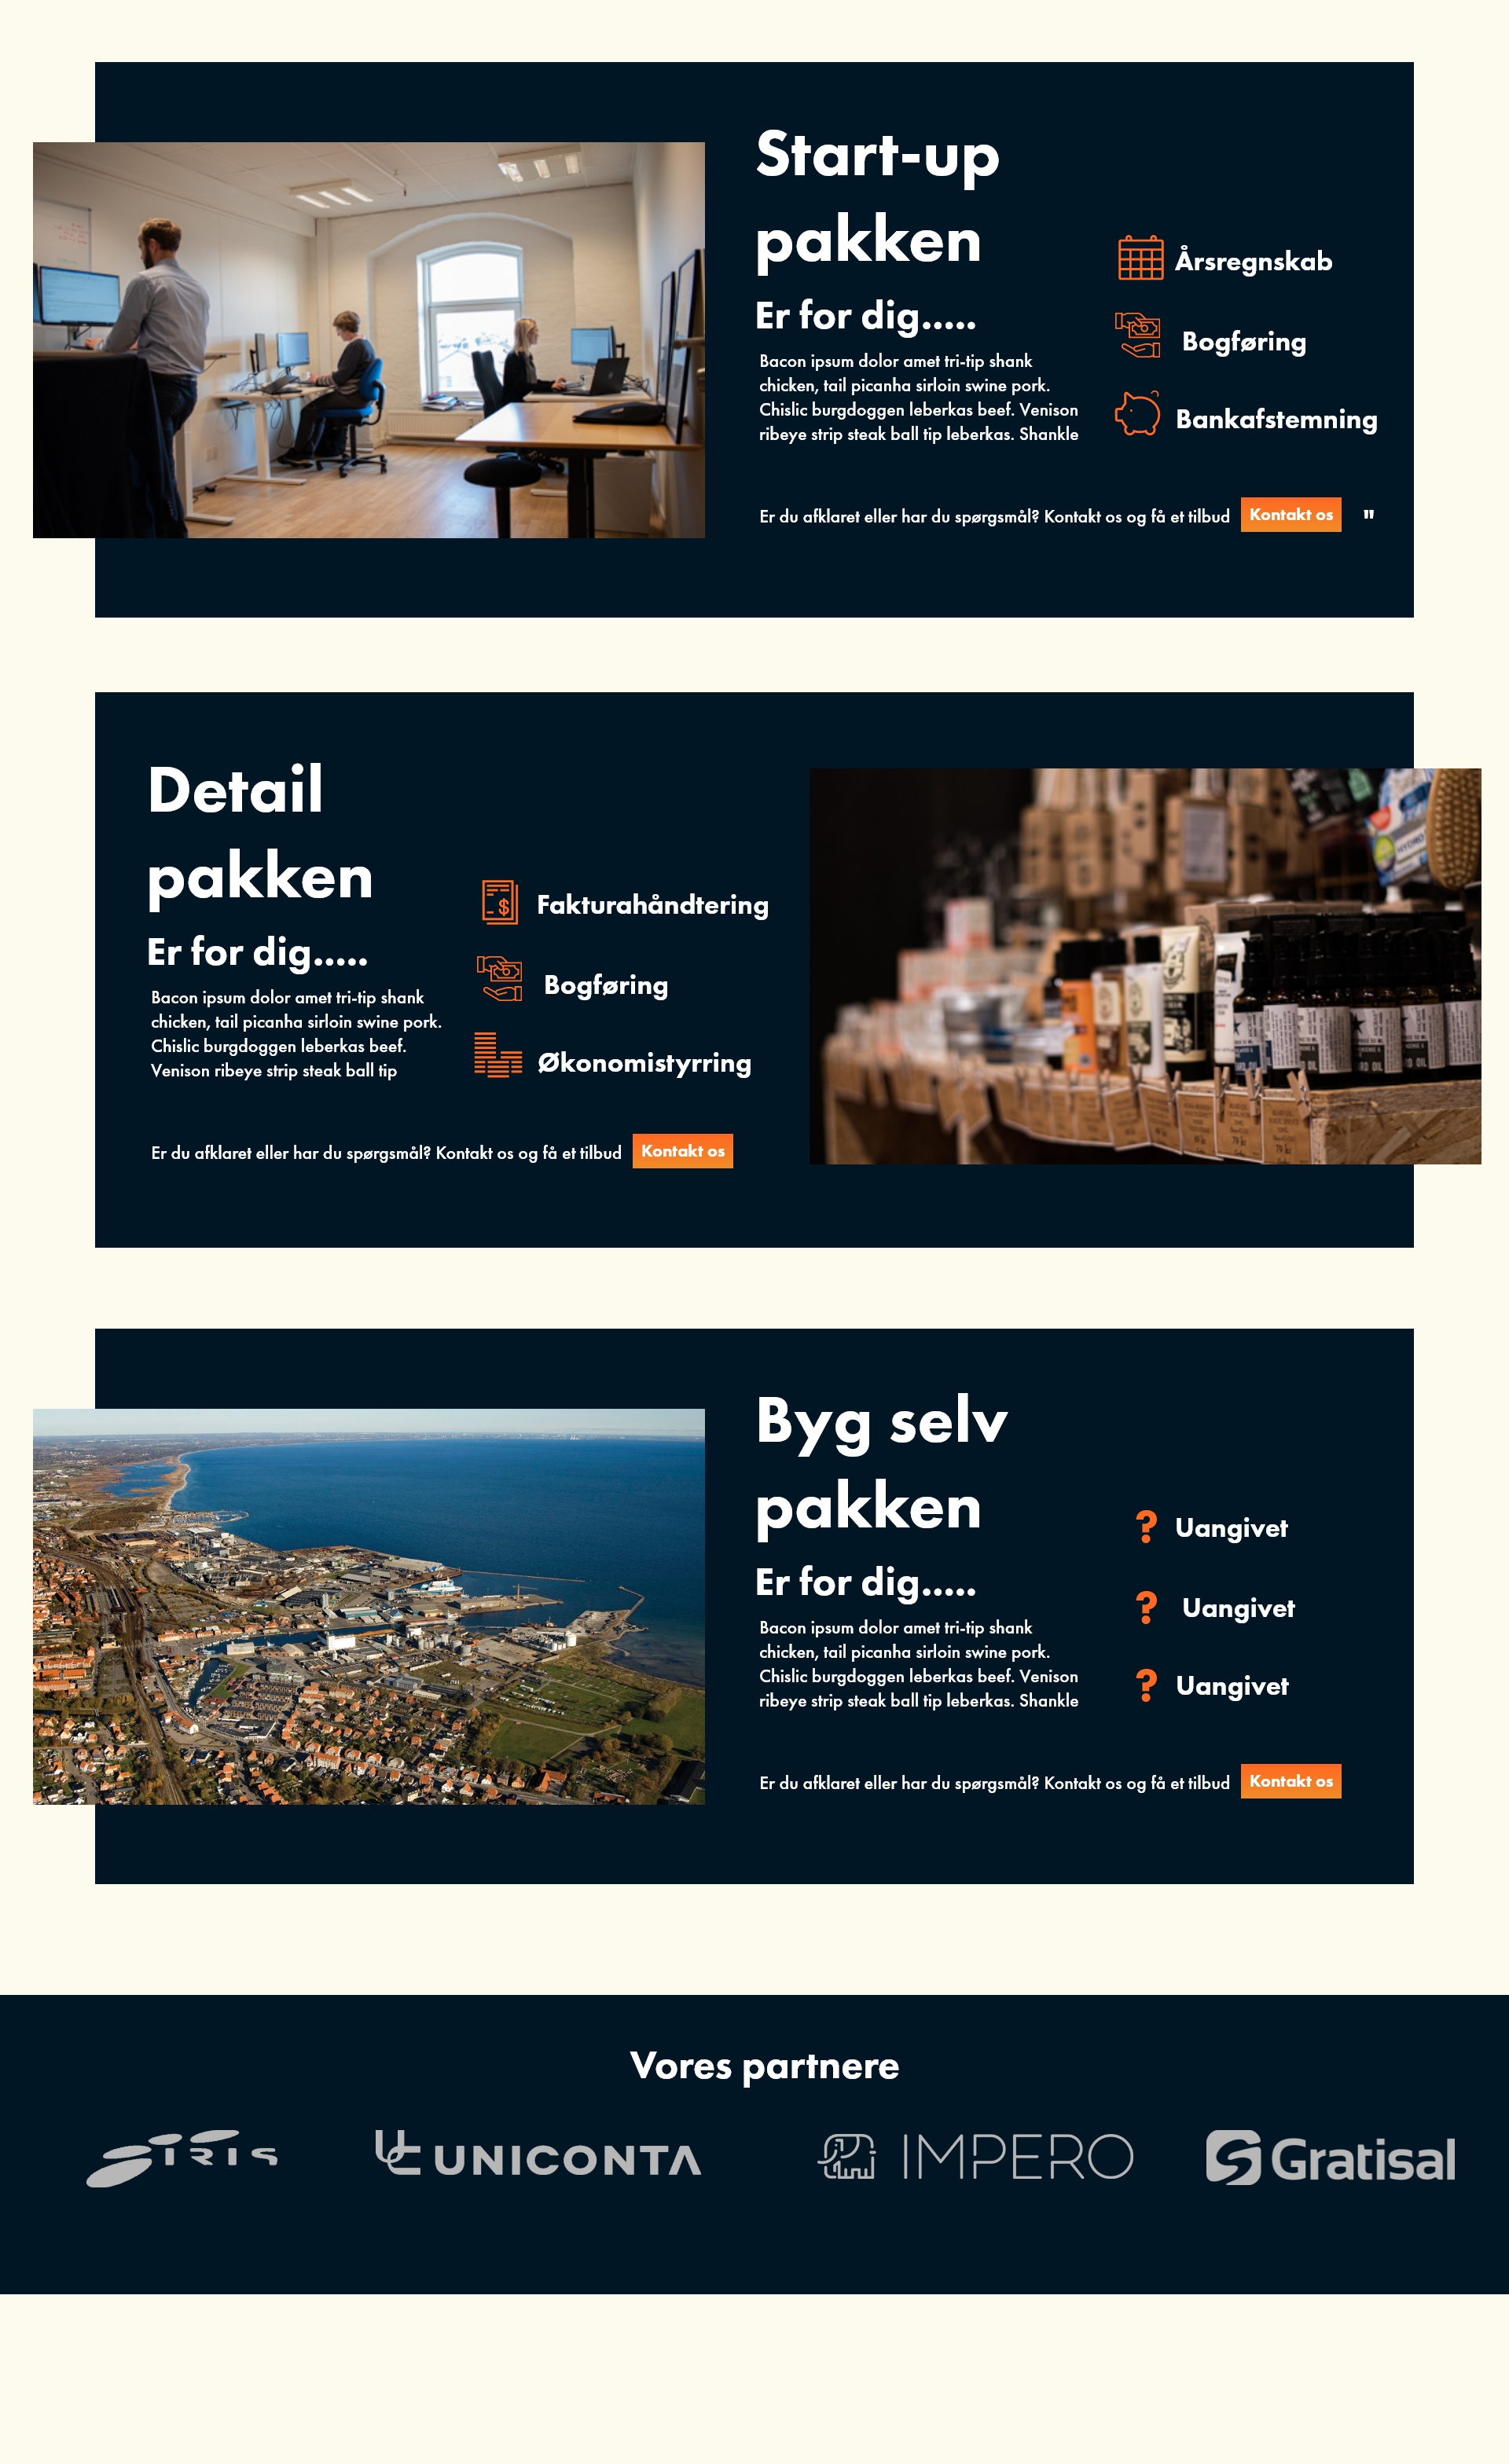 Start-up
pakken
Er for dig.....
Bacon ipsum dolor amet tri-tip shank
chicken, tail picanha sirloin swine pork.
Chislic burgdoggen leberkas beef. Venison
ribeye strip steak ball tip leberkas. Shankle
Årsregnskab
Bogføring
Bankafstemning
Er du afklaret eller har du spørgsmål? Kontakt os og få et tilbud
Kontakt os
"
Detail
pakken
Er for dig.....
Bacon ipsum dolor amet tri-tip shank
chicken, tail picanha sirloin swine pork.
Chislic burgdoggen leberkas beef.
Venison ribeye strip steak ball tip
$
Fakturahåndtering
Bogføring
Økonomistyrring
Er du afklaret eller har du spørgsmål? Kontakt os og få et tilbud
Kontakt os
Byg selv
pakken
Er for dig.....
Bacon ipsum dolor amet tri-tip shank
chicken, tail picanha sirloin swine pork.
Chislic burgdoggen leberkas beef. Venison
ribeye strip steak ball tip leberkas. Shankle
? Uangivet
? Uangivet
? Uangivet
Er du afklaret eller har du spørgsmål? Kontakt os og få et tilbud
Kontakt os
Vores partnere
SIRIS
UNICONTA
IMPERO
Gratisal